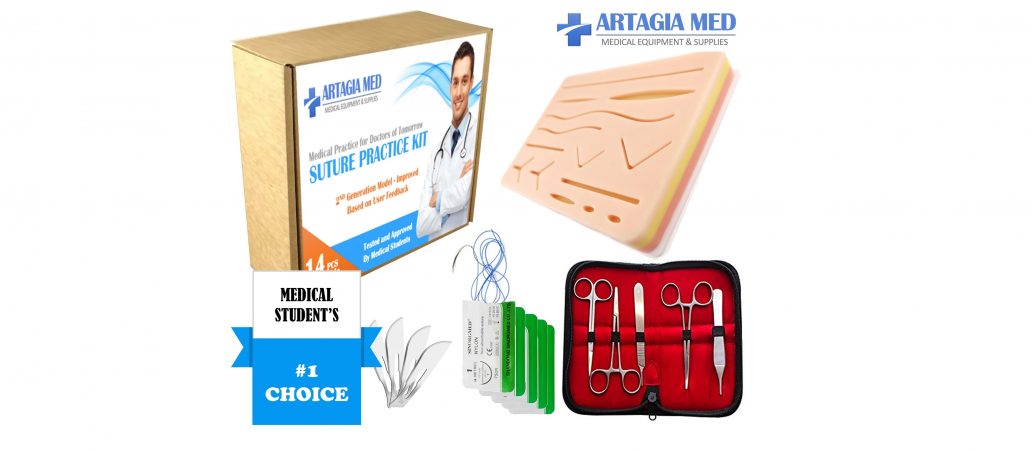 ARTAGIA MED
MEDICAL EQUIPMENT & SUPPLIES
ARTAGIA MED
MEDICAL EQUIPMENT & SUPPLIES
Medical Practice for Doctors of Tomorrow
SUTURE PRACTICE KIT
2ND Generation Model - Improved
Based on User Feedback
Tested and Approved
By Medical Students
14 PCS
MEDICAL
STUDENT'S
#1
CHOICE
NYLON